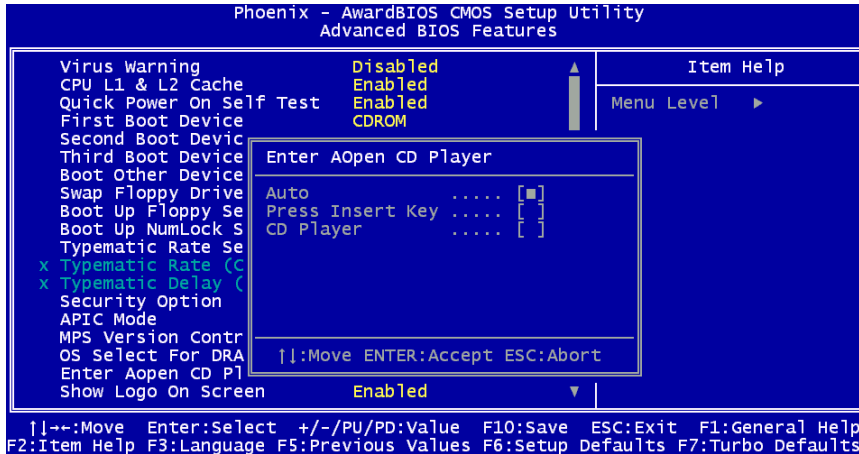 Phoenix - AwardBIOS CMOS Setup Utility
Advanced BIOS Features
Virus Warning Disabled
CPU L1 & L2 Cache Enabled
Quick Power On Self Test Enabled
First Boot Device CDROM
Second Boot Devic
Third Boot Device
Boot Other Device
Swap Floppy Drive
Boot Up Floppy Se
Boot Up NumLock S
Typematic Rate Se
x Typematic Rate (C
x Typematic Delay (
Security Option
APIC Mode
MPS Version Contr
OS Select For DRA
Enter Aopen CD Pl
Show Logo On Screen Enabled
Item Help
Menu Level ▶
Enter AOpen CD Player
Auto ..... [■]
Press Insert Key ..... [ ]
CD Player ..... [ ]
↑↓:Move ENTER:Accept ESC:Abort
↑↓→←:Move Enter:Select +/-/PU/PD:Value F10:Save ESC:Exit F1:General Help
F2:Item Help F3:Language F5:Previous Values F6:Setup Defaults F7:Turbo Defaults